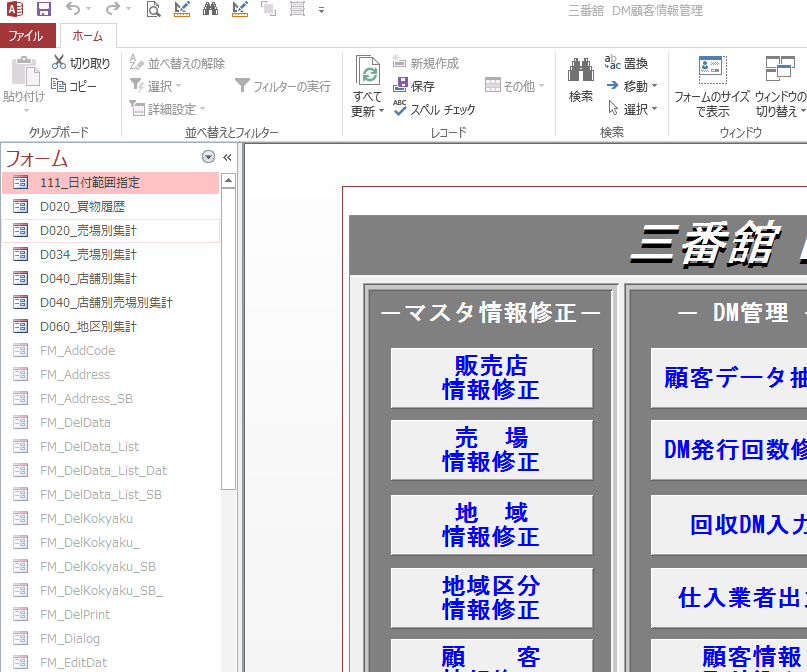 三番舘 DM顧客情報管理
ファイル ホーム
貼り付け
切り取り
コピー
クリップボード
並べ替えの解除
選択
詳細設定
フィルターの実行
並べ替えとフィルター
すべて
更新
新規作成
保存
スペル チェック
その他
レコード
検索
置換
移動
選択
検索
フォームのサイズ
で表示
ウィンドウの
切り替え
ウィンドウ
フォーム
111_日付範囲指定
D020_買物履歴
D020_売場別集計
D034_売場別集計
D040_店舗別集計
D040_店舗別売場別集計
D060_地区別集計
FM_AddCode
FM_Address
FM_Address_SB
FM_DelData
FM_DelData_List
FM_DelData_List_Dat
FM_DelData_List_SB
FM_DelKokyaku
FM_DelKokyaku_
FM_DelKokyaku_SB
FM_DelKokyaku_SB_
FM_DelPrint
FM_Dialog
FM_EditDat
三番舘
－マスタ情報修正－
販売店
情報修正
売 場
情報修正
地 域
情報修正
地域区分
情報修正
顧 客
－ DM管理 －
顧客データ抽
DM発行回数修
回収DM入力
仕入業者出
顧客情報